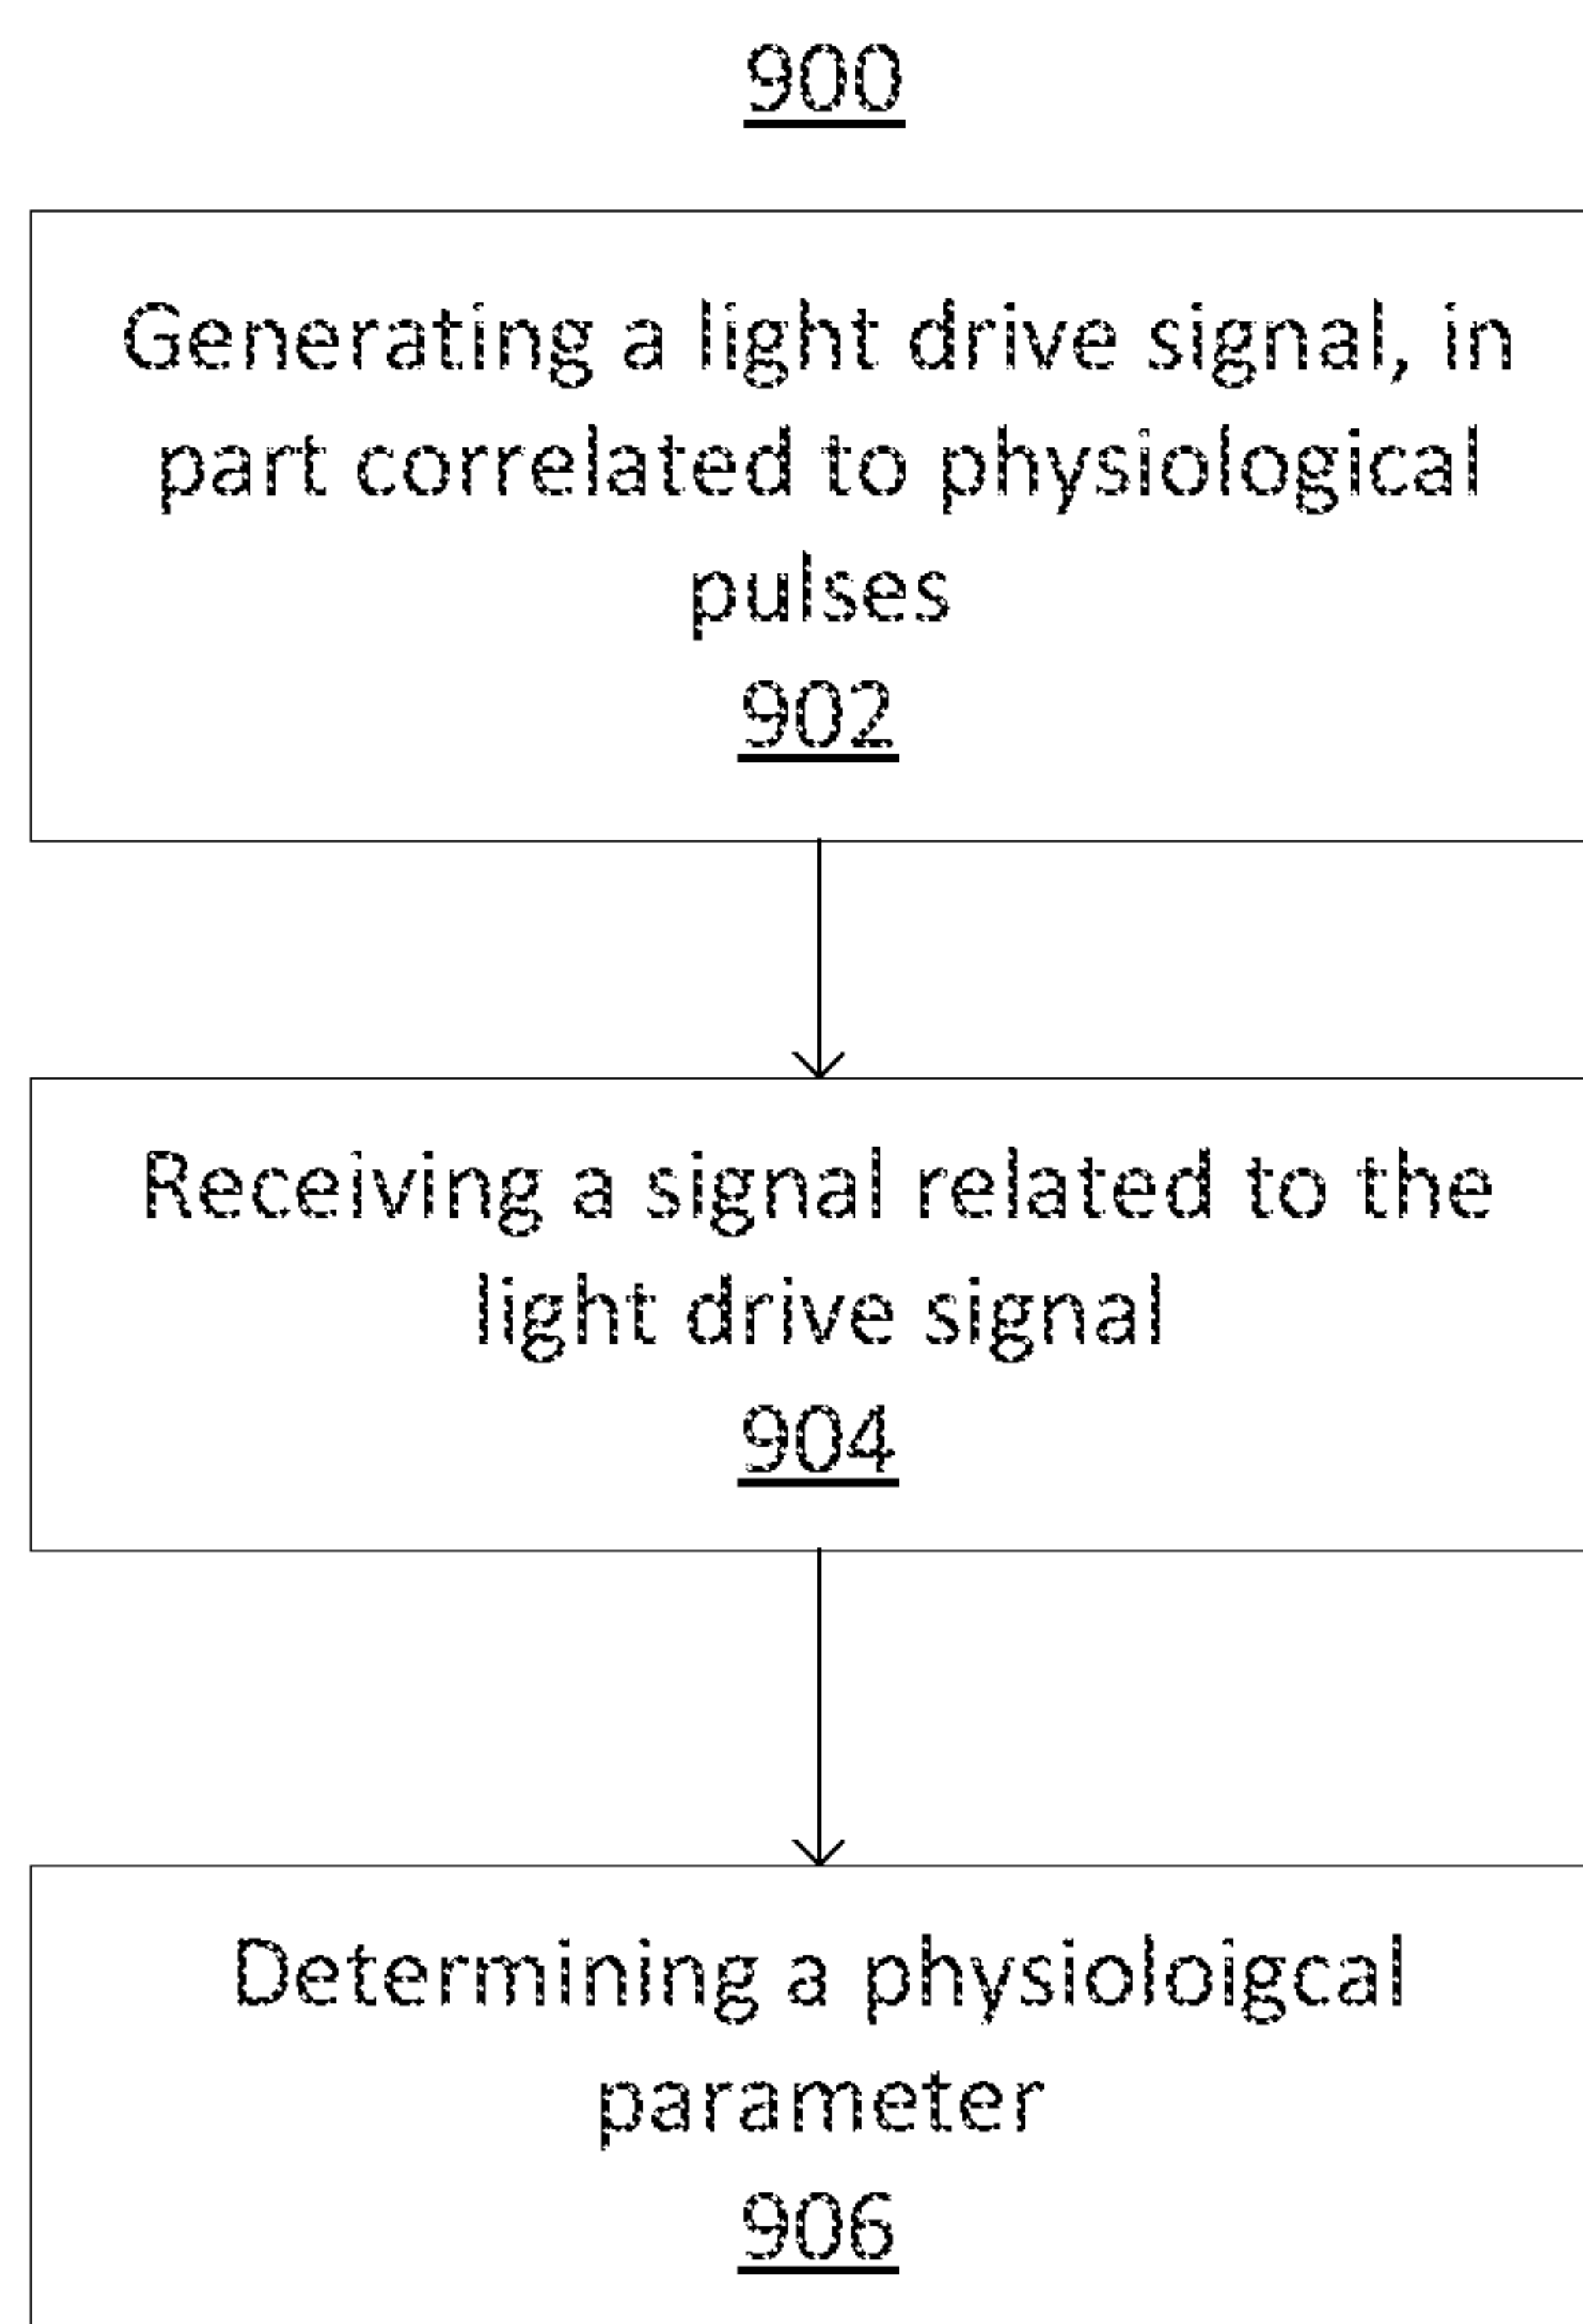 900
Generating a light drive signal, in
part correlated to physiological
pulses
902
Receiving a signal related to the
light drive signal
904
Determining a physioloigcal
parameter
906